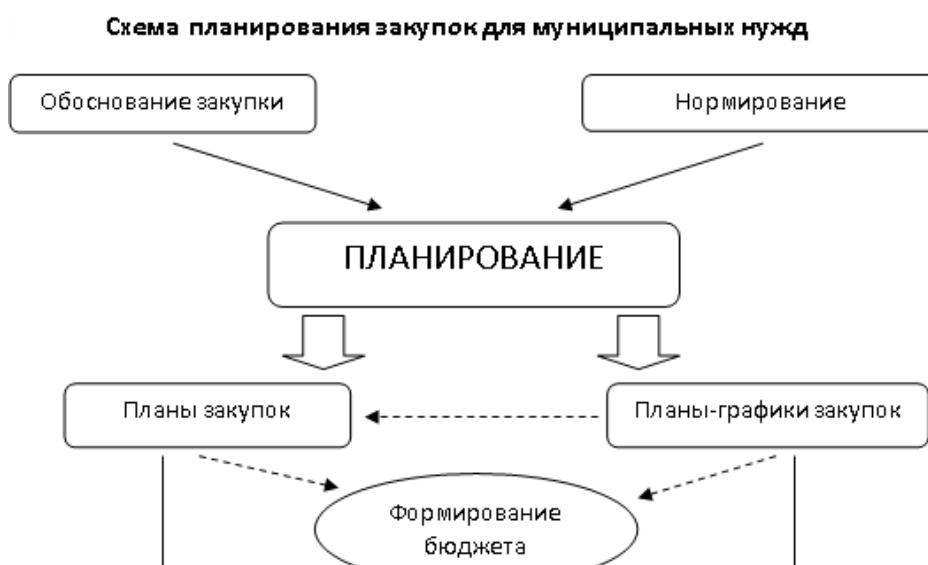 Схема планирования закупок для муниципальных нужд
Обоснование закупки
Нормирование
ПЛАНИРОВАНИЕ
Планы закупок
Планы-графики закупок
Формирование
бюджета